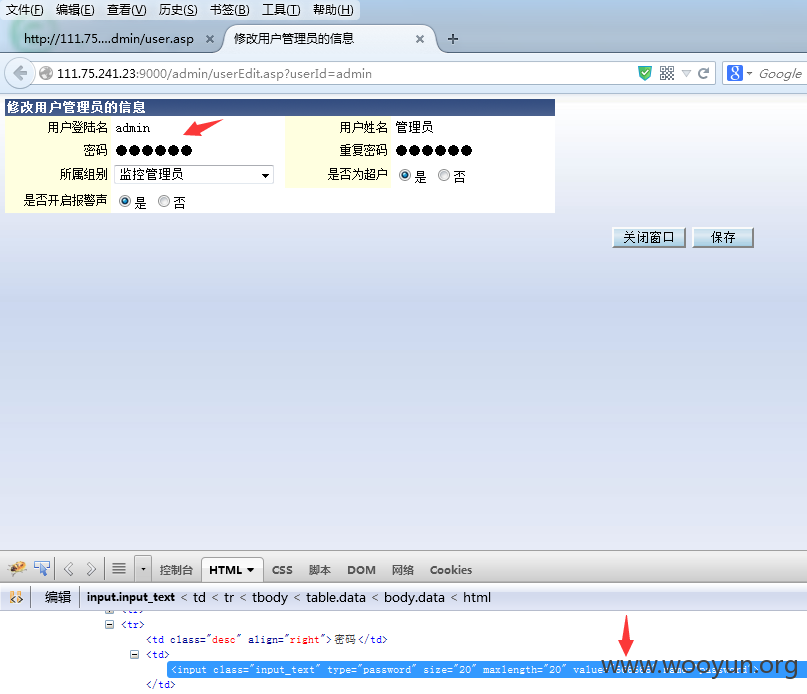 文件(F) 编辑(E) 查看(V) 历史(S) 书签(B) 工具(T) 帮助(H)
http://111.75....dmin/user.asp × 修改用户管理员的信息 × +
111.75.241.23:9000/admin/userEdit.asp?userId=admin 8 Google
修改用户管理员的信息
用户登陆名 admin 用户姓名 管理员
密码 ●●●●●● 重复密码 ●●●●●●
所属组别 监控管理员 是否为超户 是 否
是否开启报警声 是 否
关闭窗口 保存
控制台 HTML CSS 脚本 DOM 网络 Cookies
编辑 input.input_text < td < tr < tbody < table.data < body.data < html
<tr>
<td class="desc" align="right">密码</td>
<td>
<input class="input_text" type="password" size="20" maxlength="20" value
www.wooyun.org
</td>